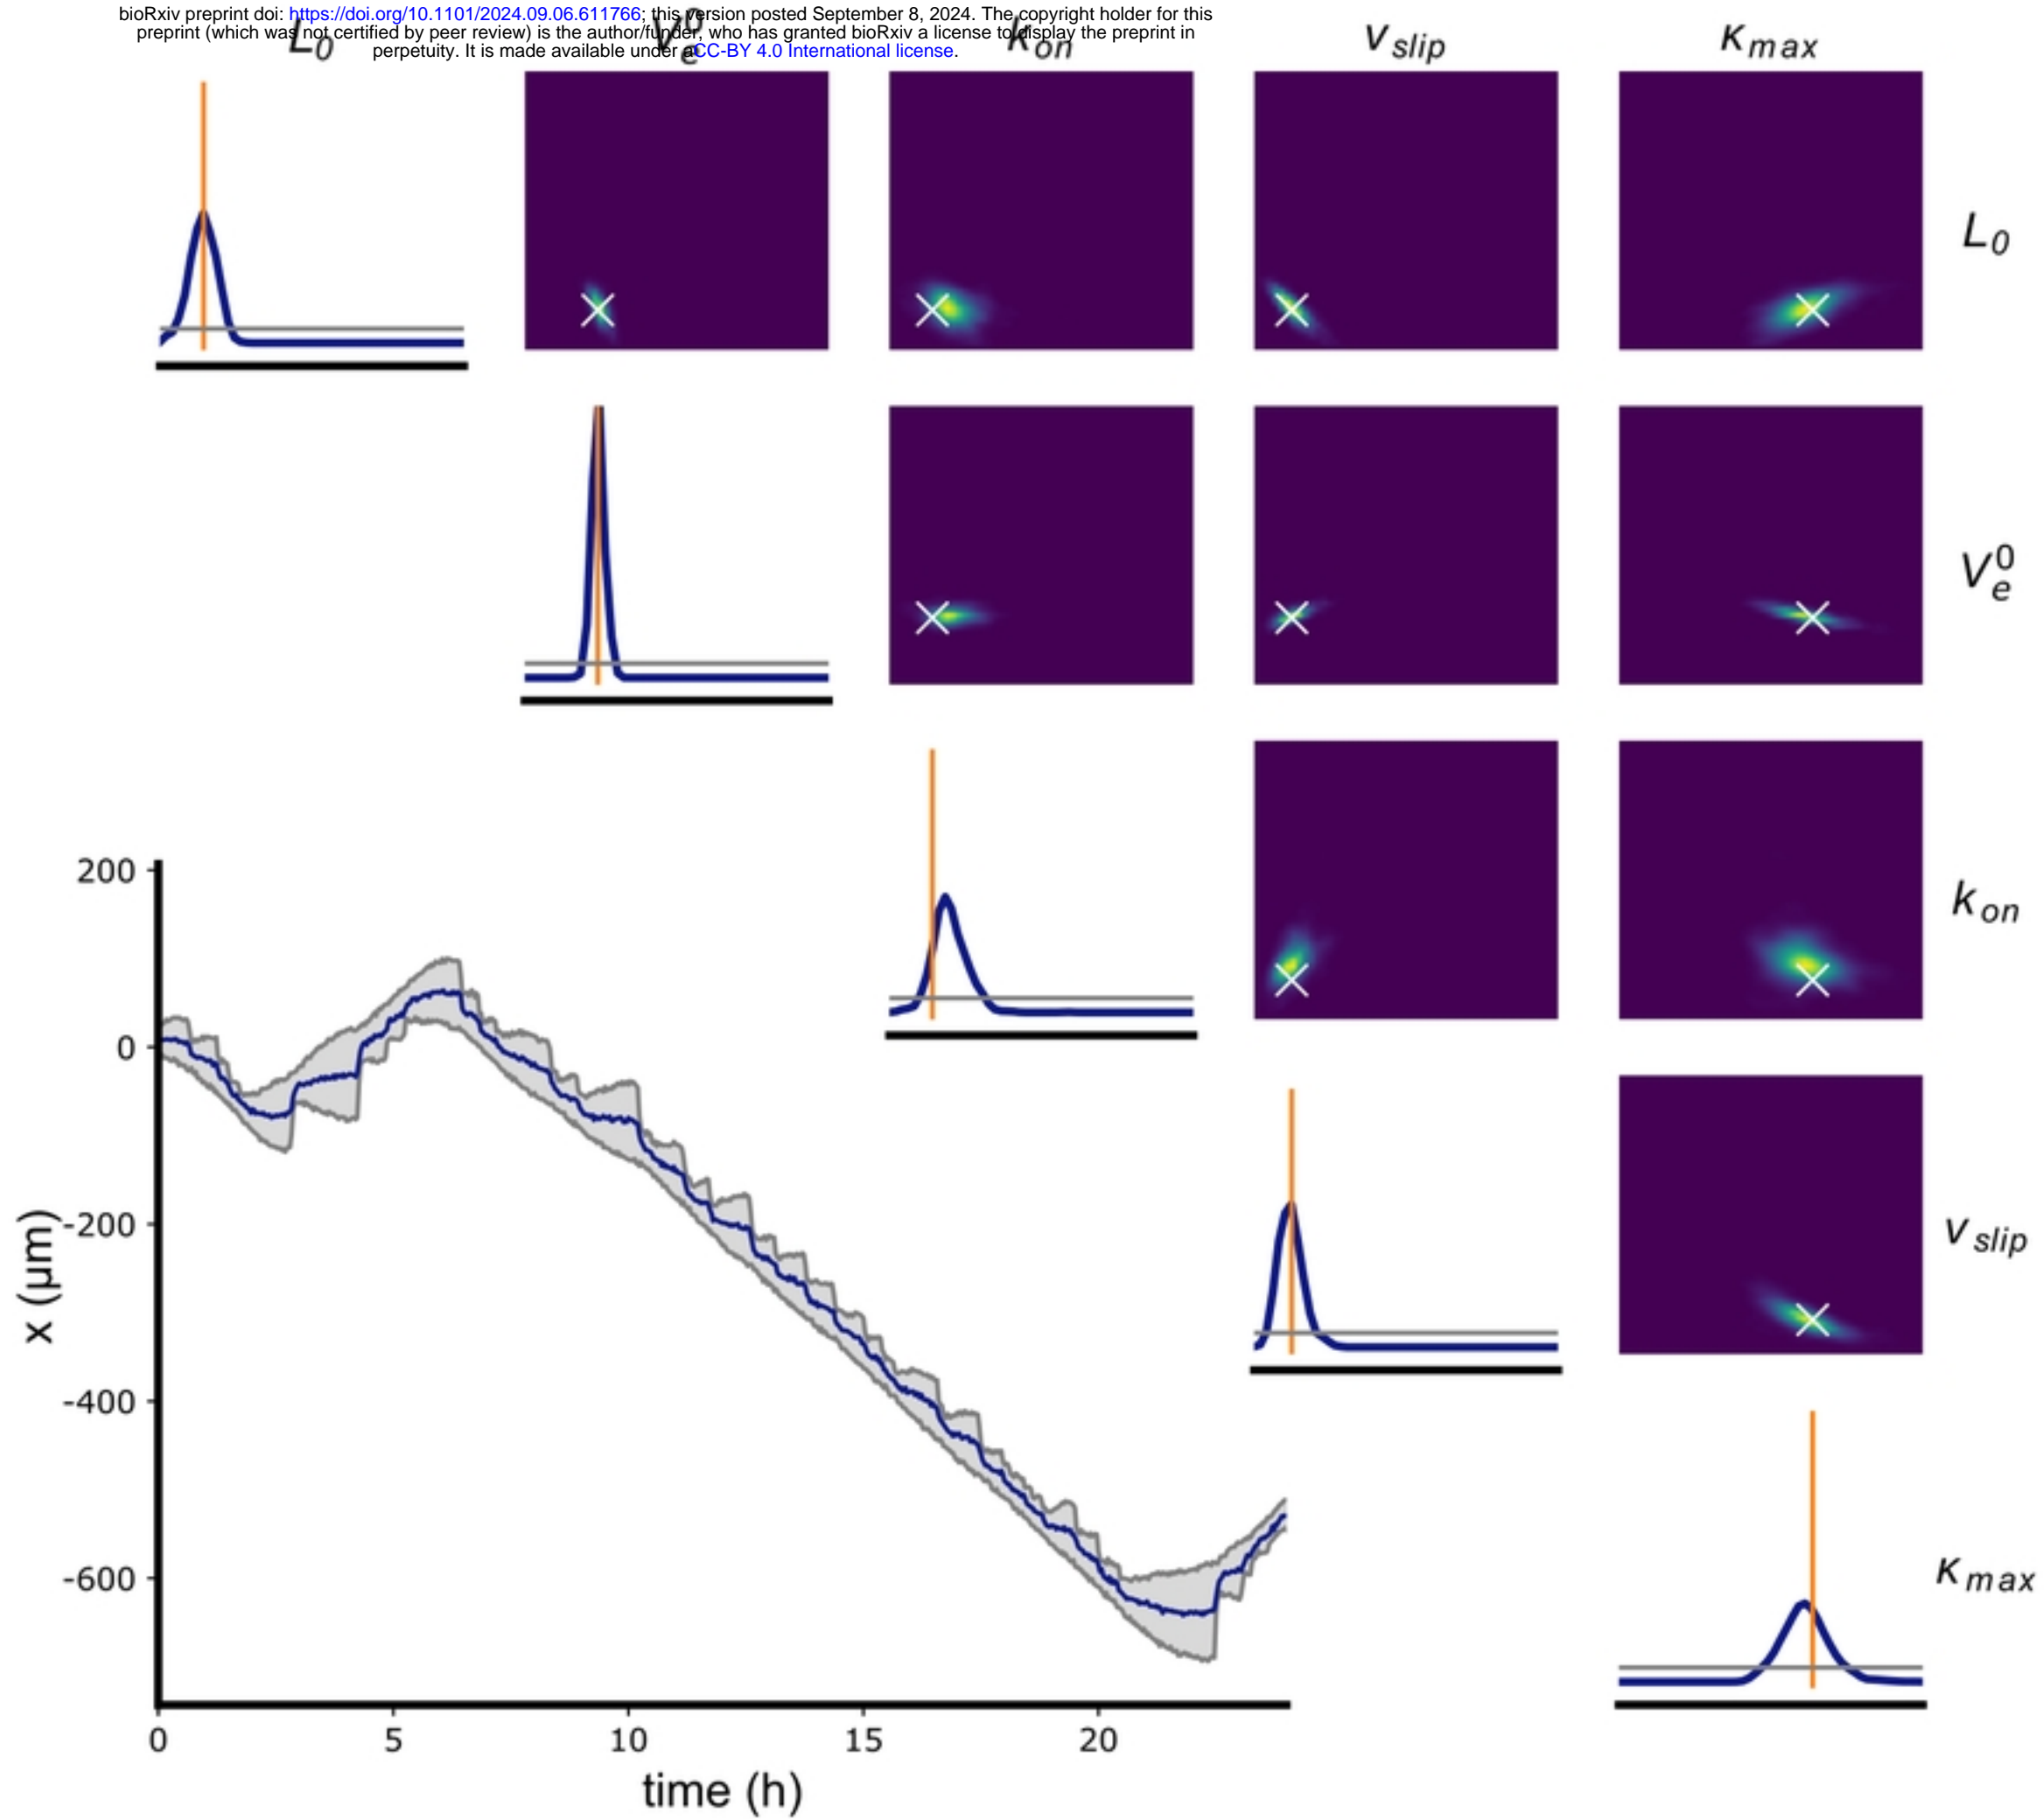 bioRxiv preprint doi: https://doi.org/10.1101/2024.09.06.611766; this version posted September 8, 2024. The copyright holder for this
preprint (which was not certified by peer review) is the author/funder, who has granted bioRxiv a license to display the preprint in
perpetuity. It is made available under aCC-BY 4.0 International license.
L0 Ve0 kon vslip κmax
L0
Ve0
kon
vslip
κmax
200
0
-200
-400
-600
x (μm)
0 5 10 15 20
time (h)